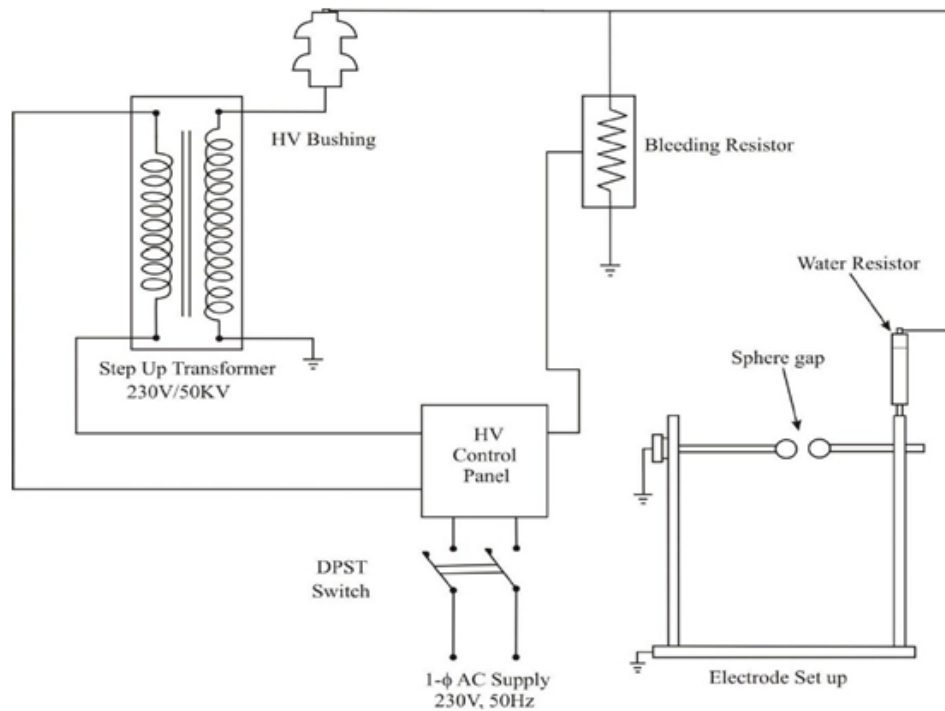 HV Bushing
Bleeding Resistor
Water Resistor
Step Up Transformer
230V/50KV
Sphere gap
HV
Control
Panel
DPST
Switch
1-ϕ AC Supply
230V, 50Hz
Electrode Set up